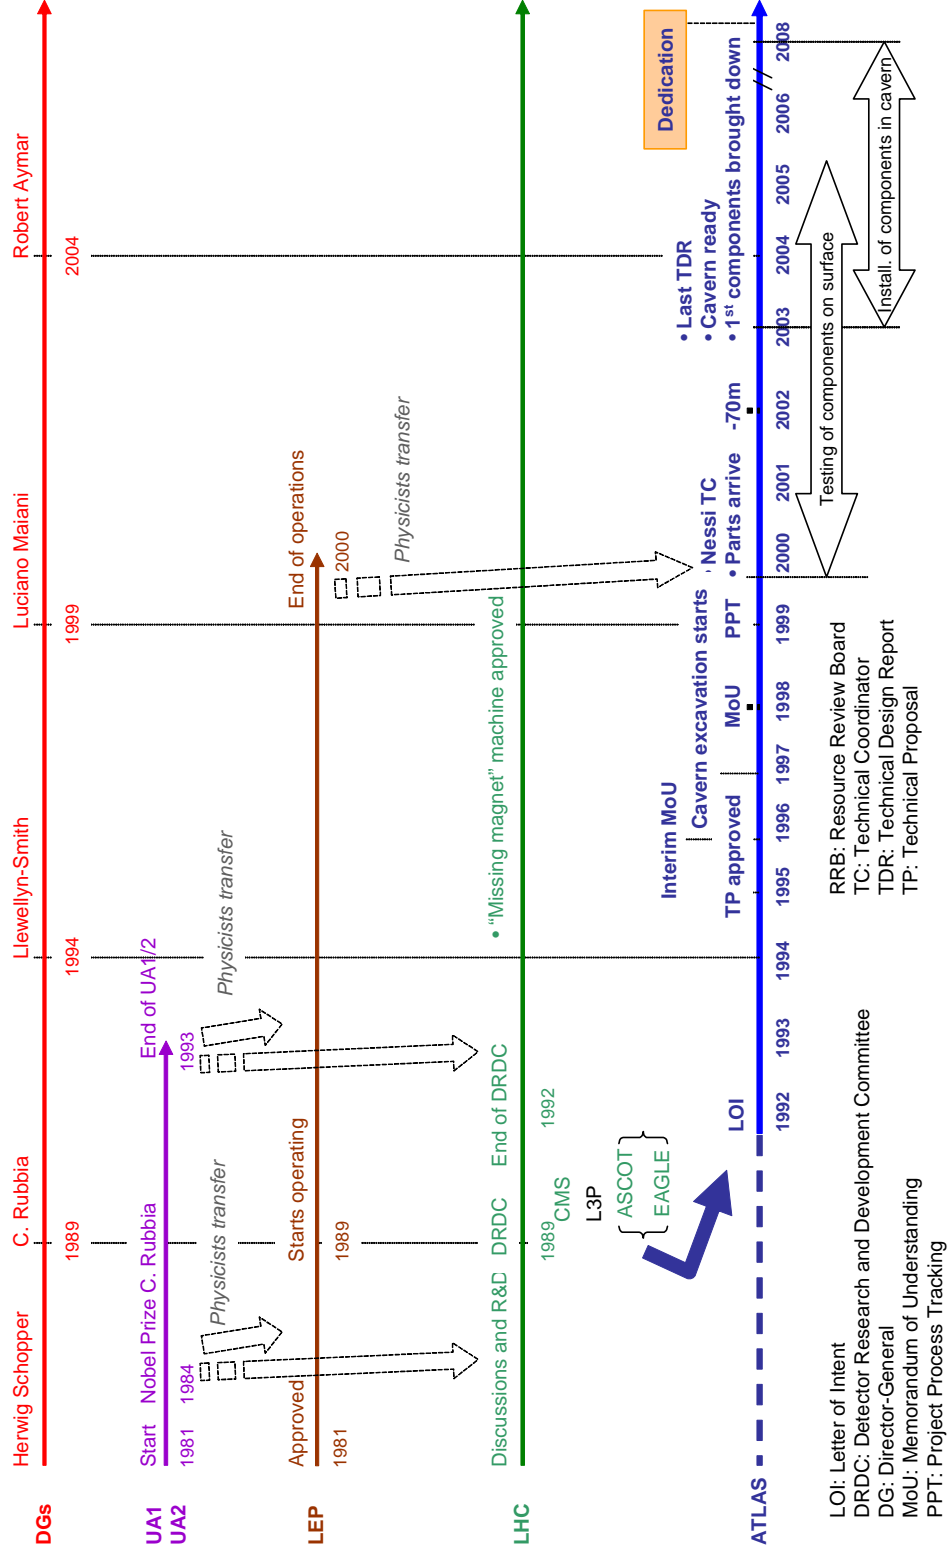 DGs
Herwig Schopper
C. Rubbia
Llewellyn-Smith
Luciano Maiani
Robert Aymar
1989
1994
1999
2004
UA1
UA2
Start
Nobel Prize C. Rubbia
End of UA1/2
1981
1984
1993
Physicists transfer
Physicists transfer
LEP
Approved
Starts operating
End of operations
1981
1989
2000
Physicists transfer
LHC
Discussions and R&D
DRDC
End of DRDC
• “Missing magnet” machine approved
1989
1992
CMS
L3P
ASCOT
EAGLE
Dedication
Interim MoU
• Last TDR
Cavern excavation starts
• Nessi TC
• Cavern ready
LOI
TP approved
MoU
PPT
• Parts arrive
-70m
• 1st components brought down
ATLAS
1992
1993
1994
1995
1996
1997
1998
1999
2000
2001
2002
2003
2004
2005
2006
2008
Testing of components on surface
Install. of components in cavern
LOI: Letter of Intent
DRDC: Detector Research and Development Committee
DG: Director-General
MoU: Memorandum of Understanding
PPT: Project Process Tracking
RRB: Resource Review Board
TC: Technical Coordinator
TDR: Technical Design Report
TP: Technical Proposal